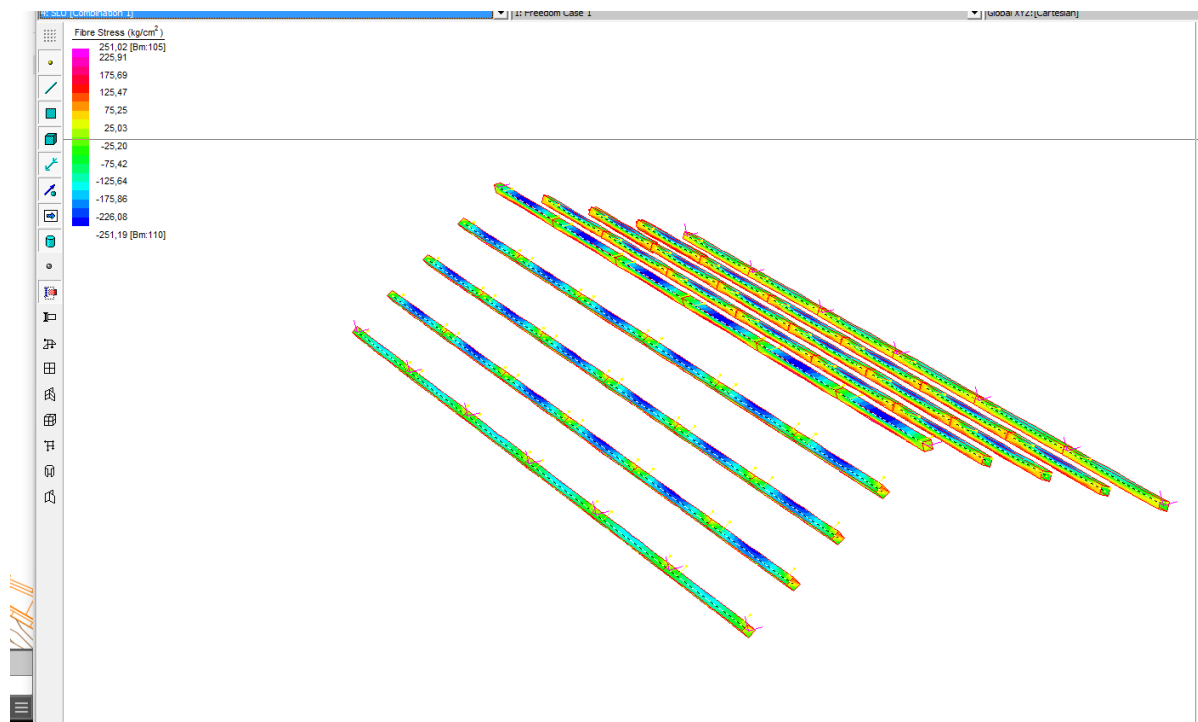 4: SLU [Combination 1]
1: Freedom Case 1
Global XYZ:[Cartesian]
Fibre Stress (kg/cm²)
251,02 [Bm:105]
225,91
175,69
125,47
75,25
25,03
-25,20
-75,42
-125,64
-175,86
-226,08
-251,19 [Bm:110]